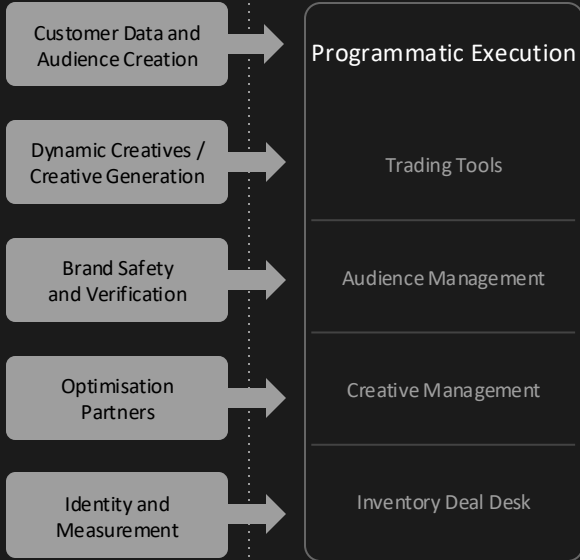 Customer Data and
Audience Creation
Dynamic Creatives /
Creative Generation
Brand Safety
and Verification
Optimisation
Partners
Identity and
Measurement
Programmatic Execution
Trading Tools
Audience Management
Creative Management
Inventory Deal Desk